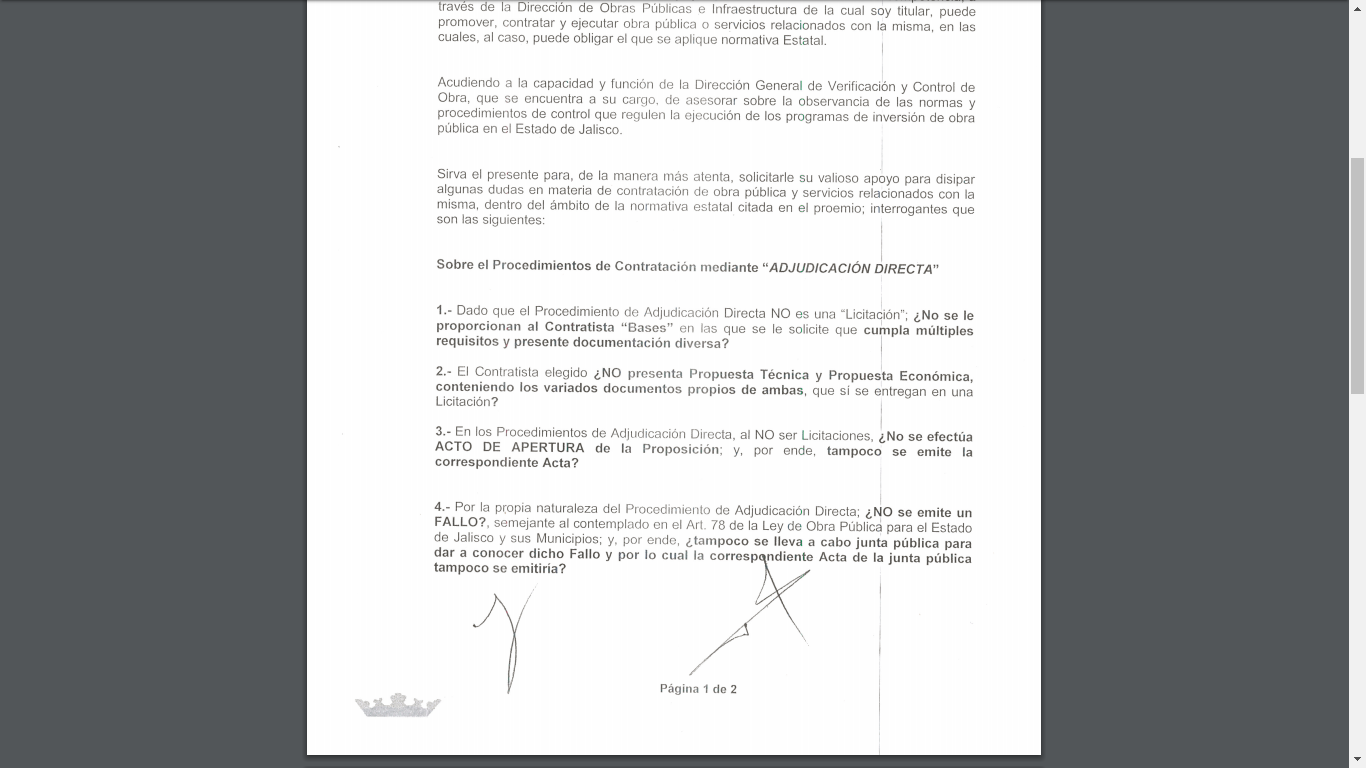 través de la Dirección de Obras Públicas e Infraestructura de la cual soy titular, puede
promover, contratar y ejecutar obra pública o servicios relacionados con la misma, en las
cuales, al caso, puede obligar el que se aplique normativa Estatal.
Acudiendo a la capacidad y función de la Dirección General de Verificación y Control de
Obra, que se encuentra a su cargo, de asesorar sobre la observancia de las normas y
procedimientos de control que regulen la ejecución de los programas de inversión de obra
pública en el Estado de Jalisco.
Sirva el presente para, de la manera más atenta, solicitarle su valioso apoyo para disipar
algunas dudas en materia de contratación de obra pública y servicios relacionados con la
misma, dentro del ámbito de la normativa estatal citada en el proemio; interrogantes que
son las siguientes:
Sobre el Procedimientos de Contratación mediante “ADJUDICACIÓN DIRECTA”
1.- Dado que el Procedimiento de Adjudicación Directa NO es una “Licitación”; ¿No se le
proporcionan al Contratista “Bases” en las que se le solicite que cumpla múltiples
requisitos y presente documentación diversa?
2.- El Contratista elegido ¿NO presenta Propuesta Técnica y Propuesta Económica,
conteniendo los variados documentos propios de ambas, que sí se entregan en una
Licitación?
3.- En los Procedimientos de Adjudicación Directa, al NO ser Licitaciones, ¿No se efectúa
ACTO DE APERTURA de la Proposición; y, por ende, tampoco se emite la
correspondiente Acta?
4.- Por la propia naturaleza del Procedimiento de Adjudicación Directa; ¿NO se emite un
FALLO?, semejante al contemplado en el Art. 78 de la Ley de Obra Pública para el Estado
de Jalisco y sus Municipios; y, por ende, ¿tampoco se lleva a cabo junta pública para
dar a conocer dicho Fallo y por lo cual la correspondiente Acta de la junta pública
tampoco se emitiría?
Página 1 de 2